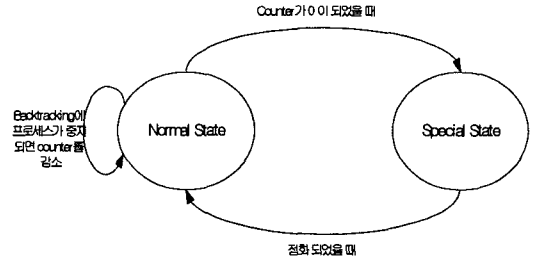 Counter가 0 이 되었을 때
Backtracking에
프로세스가 중지
되면 counter를
감소
Normal State
Special State
점화 되었을 때